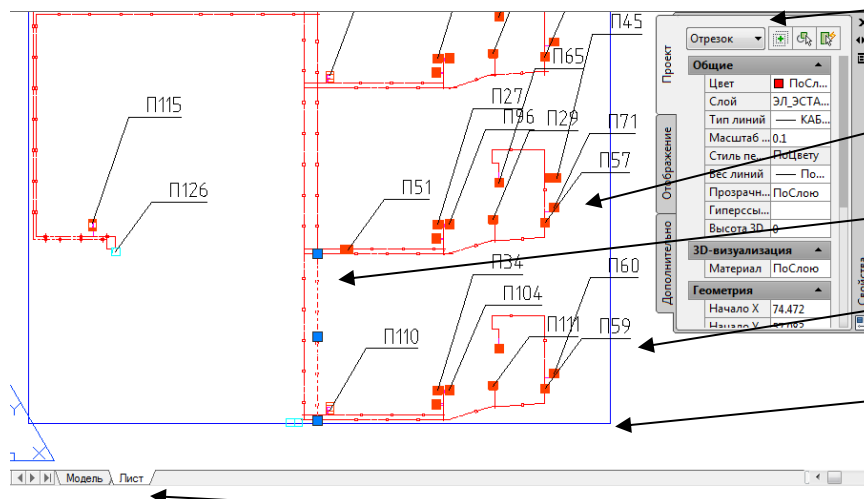 П45
П65
П115
П27
П96
П29
П71
П57
П126
П51
П34
П60
П104
П110
П111
П59
Y
X
Модель
Лист
Отрезок
Проект
Отображение
Дополнительно
Свойства
Общие
Цвет ПоСл...
Слой ЭЛ_ЭСТА...
Тип линий КАБ...
Масштаб ... 0.1
Стиль пе... ПоЦвету
Вес линий По...
Прозрачн... ПоСлою
Гиперссы...
Высота 3D 0
3D-визуализация
Материал ПоСлою
Геометрия
Начало X 74.472
Начало Y